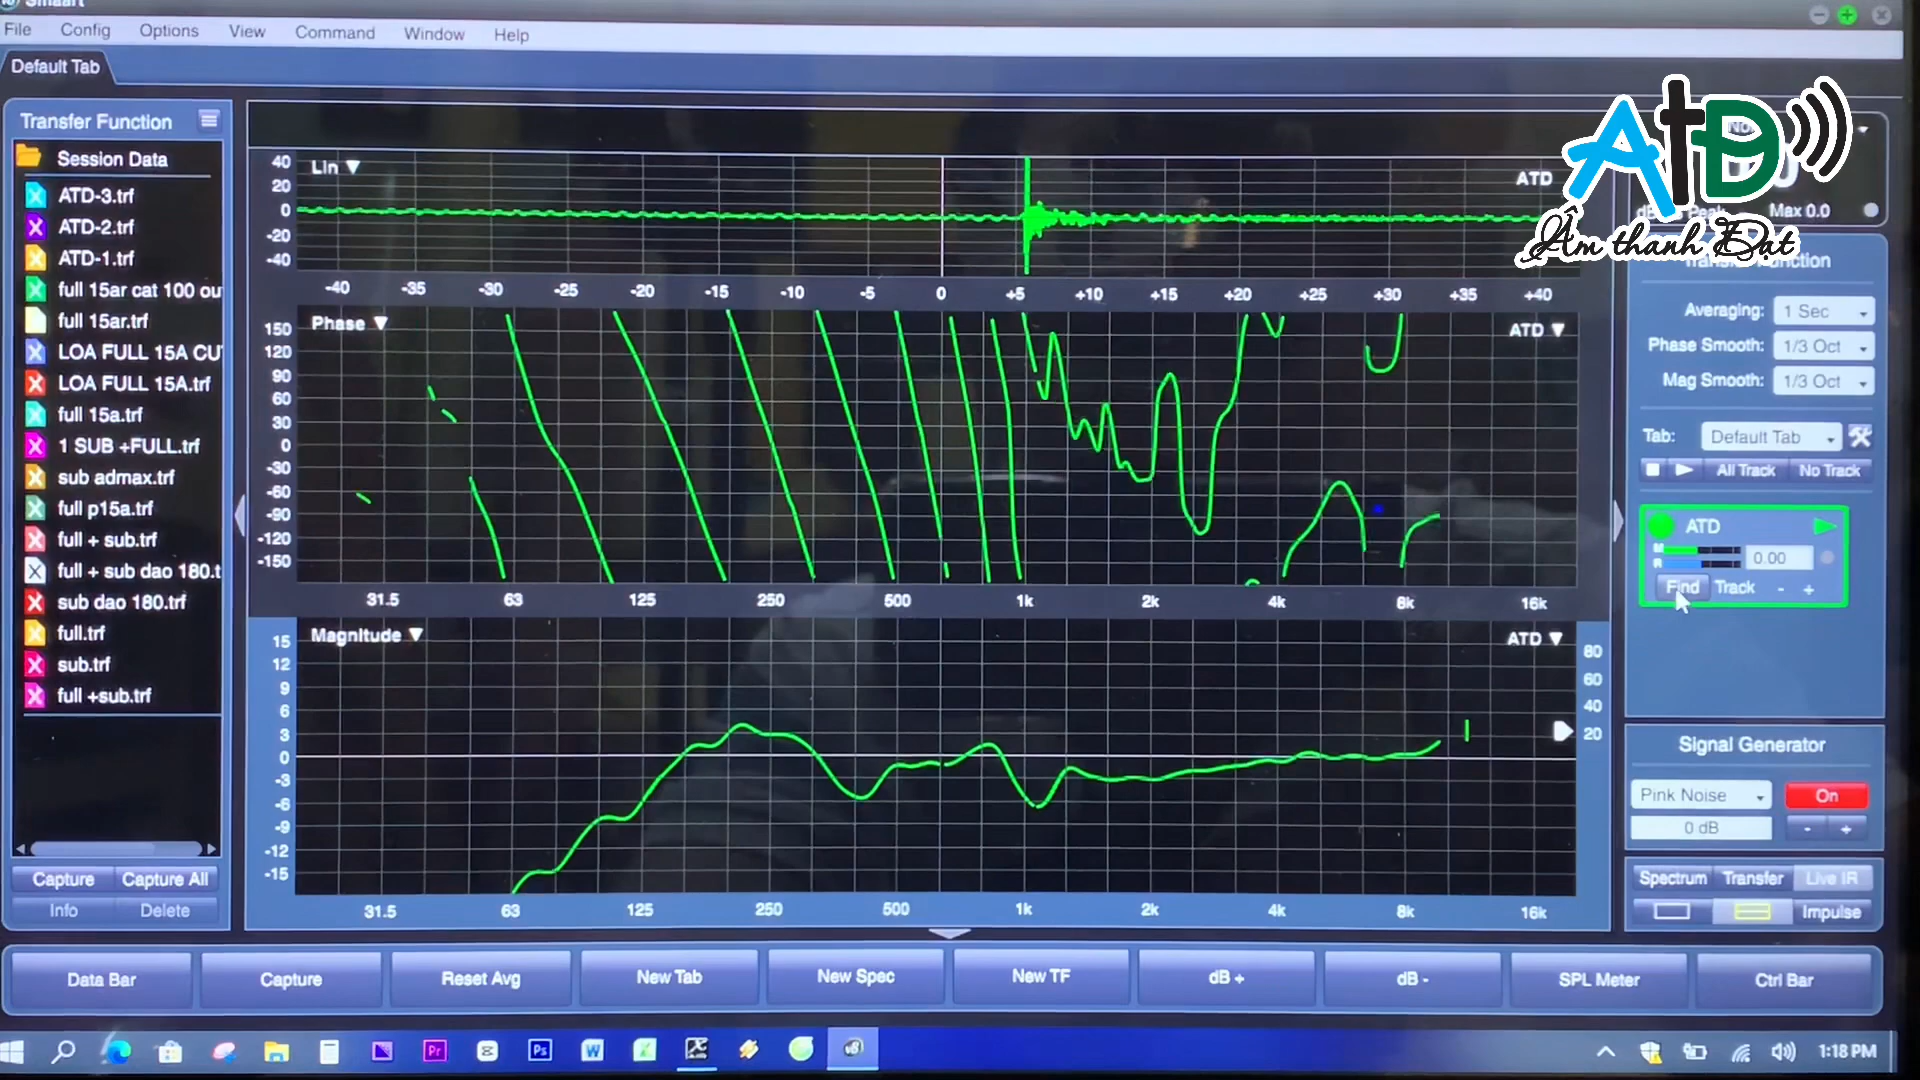 Smaart
File Config Options View Command Window Help
Default Tab
Transfer Function
Session Data
ATD-3.trf
ATD-2.trf
ATD-1.trf
full 15ar cat 100 ou
full 15ar.trf
LOA FULL 15A CU
LOA FULL 15A.trf
full 15a.trf
1 SUB +FULL.trf
sub admax.trf
full p15a.trf
full + sub.trf
full + sub dao 180.t
sub dao 180.trf
full.trf
sub.trf
full +sub.trf
Capture Capture All
Info Delete
Lin ATD
40
20
0
-20
-40
-40 -35 -30 -25 -20 -15 -10 -5 0 +5 +10 +15 +20 +25 +30 +35 +40
Phase ATD
150
120
90
60
30
0
-30
-60
-90
-120
-150
31.5 63 125 250 500 1k 2k 4k 8k 16k
Magnitude ATD
15
12
9
6
3
0
-3
-6
-9
-12
-15
80
60
40
20
31.5 63 125 250 500 1k 2k 4k 8k 16k
AtD
Âm thanh Đạt
Max 0.0
Transfer Function
Averaging: 1 Sec
Phase Smooth: 1/3 Oct
Mag Smooth: 1/3 Oct
Tab: Default Tab
All Track No Track
ATD
M
R
0.00
Find Track - +
Signal Generator
Pink Noise On
0 dB - +
Spectrum Transfer Live IR
Impulse
Data Bar Capture Reset Avg New Tab New Spec New TF dB + dB - SPL Meter Ctrl Bar
Pr Ps W v8 1:18 PM